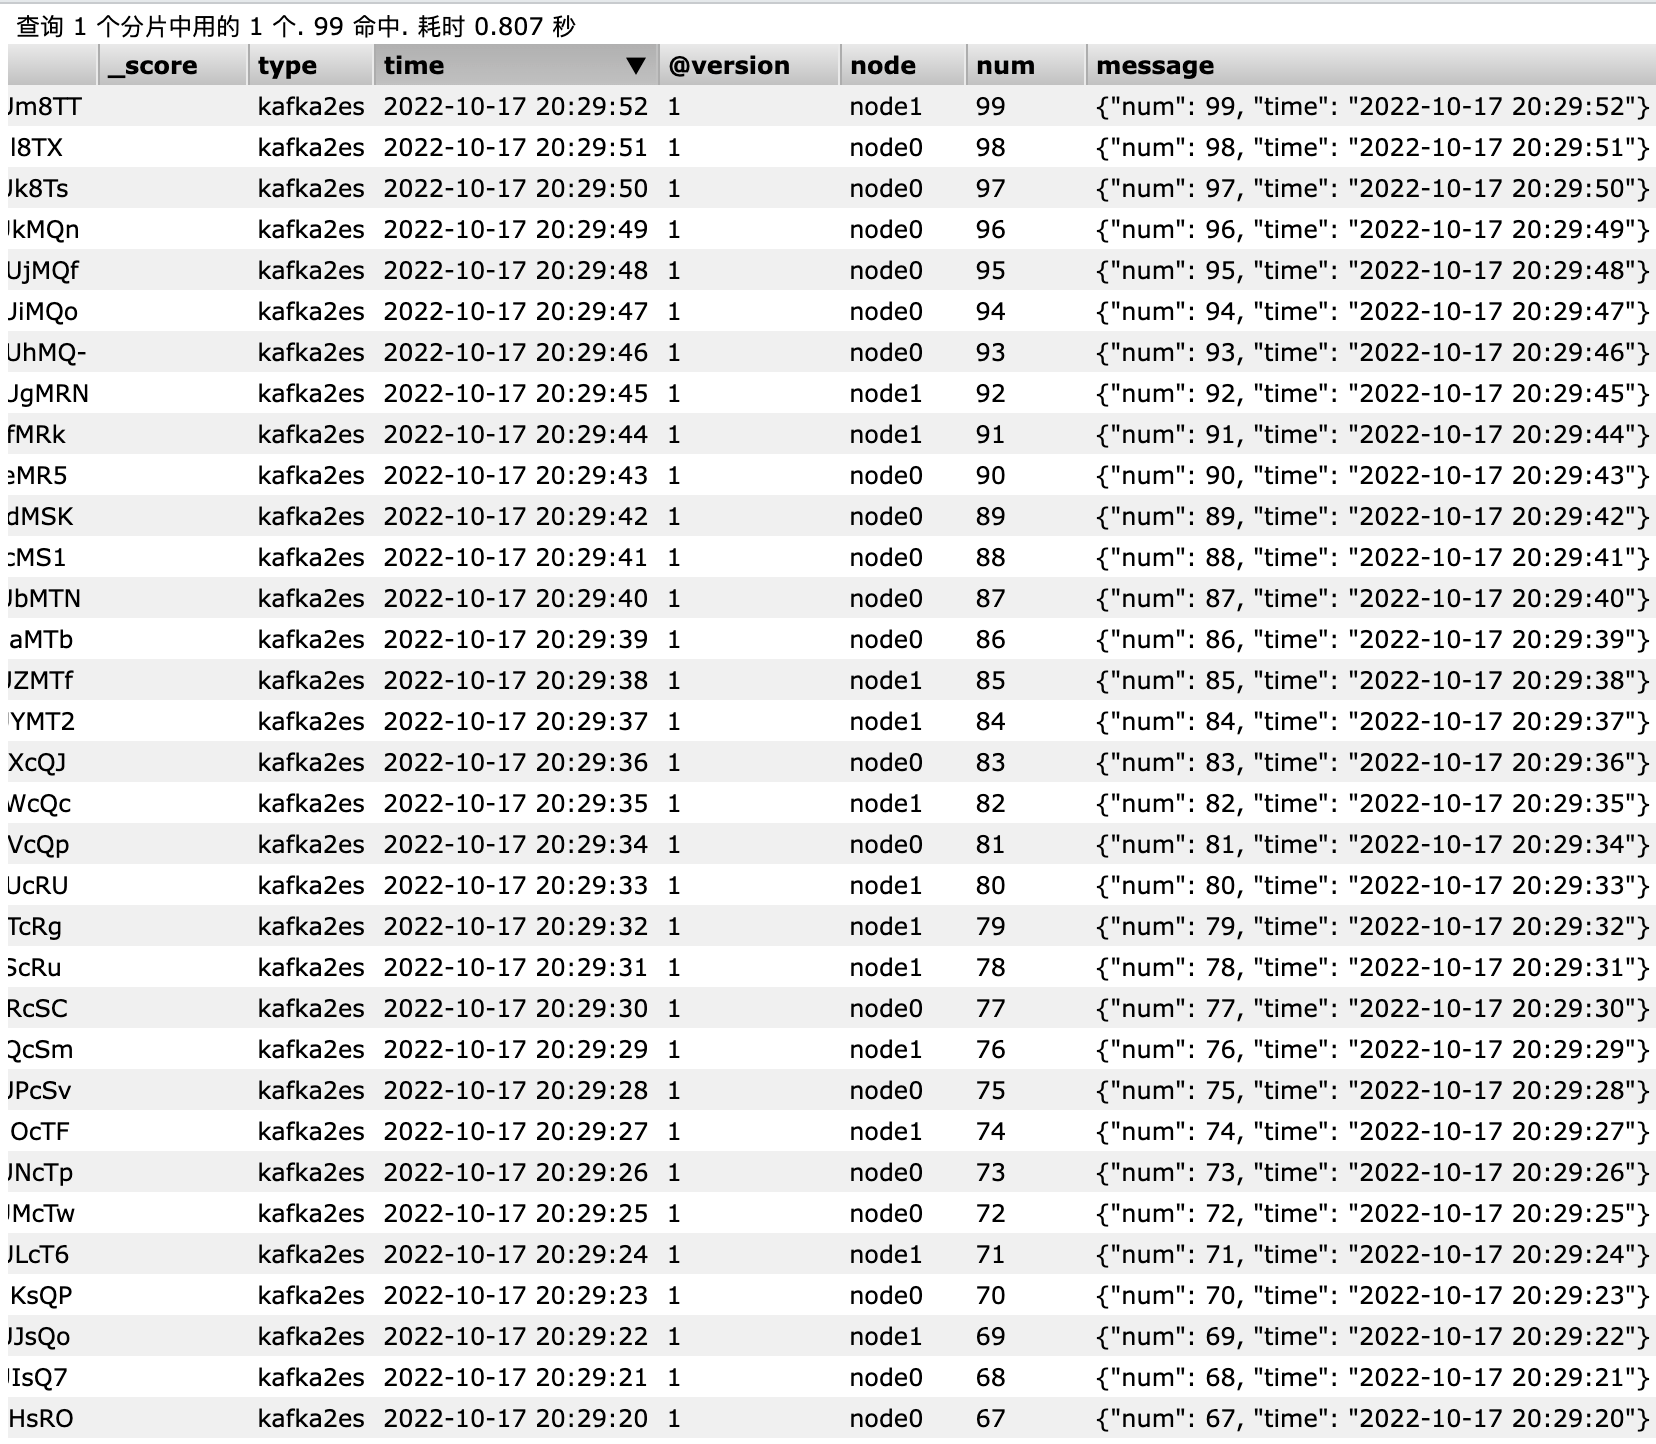 查询 1 个分片中用的 1 个. 99 命中. 耗时 0.807 秒
_score type time ▼ @version node num message
Jm8TT kafka2es 2022-10-17 20:29:52 1 node1 99 {"num": 99, "time": "2022-10-17 20:29:52"}
l8TX kafka2es 2022-10-17 20:29:51 1 node0 98 {"num": 98, "time": "2022-10-17 20:29:51"}
Jk8Ts kafka2es 2022-10-17 20:29:50 1 node0 97 {"num": 97, "time": "2022-10-17 20:29:50"}
JkMQn kafka2es 2022-10-17 20:29:49 1 node0 96 {"num": 96, "time": "2022-10-17 20:29:49"}
UjMQf kafka2es 2022-10-17 20:29:48 1 node0 95 {"num": 95, "time": "2022-10-17 20:29:48"}
JiMQo kafka2es 2022-10-17 20:29:47 1 node0 94 {"num": 94, "time": "2022-10-17 20:29:47"}
UhMQ- kafka2es 2022-10-17 20:29:46 1 node0 93 {"num": 93, "time": "2022-10-17 20:29:46"}
UgMRN kafka2es 2022-10-17 20:29:45 1 node1 92 {"num": 92, "time": "2022-10-17 20:29:45"}
fMRk kafka2es 2022-10-17 20:29:44 1 node1 91 {"num": 91, "time": "2022-10-17 20:29:44"}
eMR5 kafka2es 2022-10-17 20:29:43 1 node0 90 {"num": 90, "time": "2022-10-17 20:29:43"}
dMSK kafka2es 2022-10-17 20:29:42 1 node0 89 {"num": 89, "time": "2022-10-17 20:29:42"}
cMS1 kafka2es 2022-10-17 20:29:41 1 node0 88 {"num": 88, "time": "2022-10-17 20:29:41"}
JbMTN kafka2es 2022-10-17 20:29:40 1 node0 87 {"num": 87, "time": "2022-10-17 20:29:40"}
aMTb kafka2es 2022-10-17 20:29:39 1 node0 86 {"num": 86, "time": "2022-10-17 20:29:39"}
JZMTf kafka2es 2022-10-17 20:29:38 1 node1 85 {"num": 85, "time": "2022-10-17 20:29:38"}
JYMT2 kafka2es 2022-10-17 20:29:37 1 node1 84 {"num": 84, "time": "2022-10-17 20:29:37"}
XcQJ kafka2es 2022-10-17 20:29:36 1 node0 83 {"num": 83, "time": "2022-10-17 20:29:36"}
WcQc kafka2es 2022-10-17 20:29:35 1 node1 82 {"num": 82, "time": "2022-10-17 20:29:35"}
VcQp kafka2es 2022-10-17 20:29:34 1 node0 81 {"num": 81, "time": "2022-10-17 20:29:34"}
UcRU kafka2es 2022-10-17 20:29:33 1 node1 80 {"num": 80, "time": "2022-10-17 20:29:33"}
TcRg kafka2es 2022-10-17 20:29:32 1 node1 79 {"num": 79, "time": "2022-10-17 20:29:32"}
ScRu kafka2es 2022-10-17 20:29:31 1 node1 78 {"num": 78, "time": "2022-10-17 20:29:31"}
RcSC kafka2es 2022-10-17 20:29:30 1 node0 77 {"num": 77, "time": "2022-10-17 20:29:30"}
QcSm kafka2es 2022-10-17 20:29:29 1 node1 76 {"num": 76, "time": "2022-10-17 20:29:29"}
JPcSv kafka2es 2022-10-17 20:29:28 1 node0 75 {"num": 75, "time": "2022-10-17 20:29:28"}
OcTF kafka2es 2022-10-17 20:29:27 1 node1 74 {"num": 74, "time": "2022-10-17 20:29:27"}
JNcTp kafka2es 2022-10-17 20:29:26 1 node0 73 {"num": 73, "time": "2022-10-17 20:29:26"}
JMcTw kafka2es 2022-10-17 20:29:25 1 node0 72 {"num": 72, "time": "2022-10-17 20:29:25"}
JLcT6 kafka2es 2022-10-17 20:29:24 1 node1 71 {"num": 71, "time": "2022-10-17 20:29:24"}
KsQP kafka2es 2022-10-17 20:29:23 1 node0 70 {"num": 70, "time": "2022-10-17 20:29:23"}
JJsQo kafka2es 2022-10-17 20:29:22 1 node1 69 {"num": 69, "time": "2022-10-17 20:29:22"}
JIsQ7 kafka2es 2022-10-17 20:29:21 1 node0 68 {"num": 68, "time": "2022-10-17 20:29:21"}
HsRO kafka2es 2022-10-17 20:29:20 1 node0 67 {"num": 67, "time": "2022-10-17 20:29:20"}